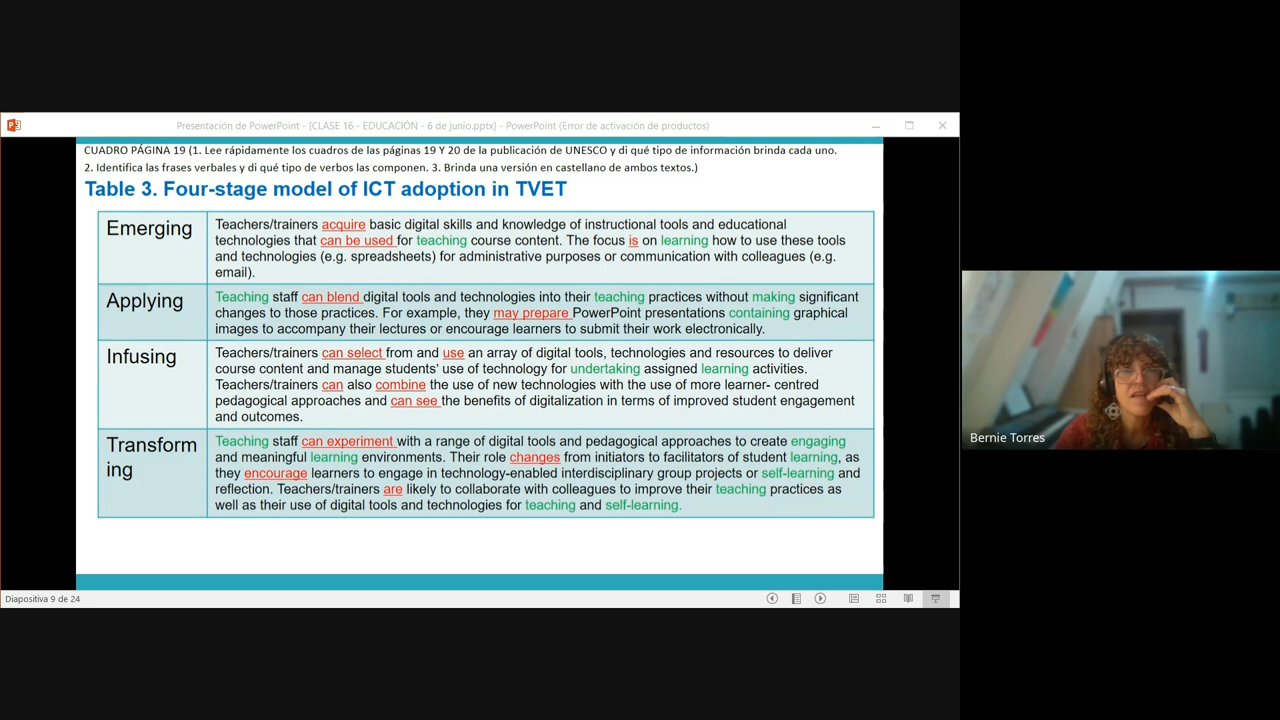 Presentación de PowerPoint - [CLASE 16 - EDUCACIÓN - 6 de junio.pptx] - PowerPoint (Error de activación de productos)
CUADRO PÁGINA 19 (1. Lee rápidamente los cuadros de las páginas 19 Y 20 de la publicación de UNESCO y di qué tipo de información brinda cada uno.
2. Identifica las frases verbales y di qué tipo de verbos las componen. 3. Brinda una versión en castellano de ambos textos.)
Table 3. Four-stage model of ICT adoption in TVET
Emerging
Teachers/trainers acquire basic digital skills and knowledge of instructional tools and educational
technologies that can be used for teaching course content. The focus is on learning how to use these tools
and technologies (e.g. spreadsheets) for administrative purposes or communication with colleagues (e.g.
email).
Applying
Teaching staff can blend digital tools and technologies into their teaching practices without making significant
changes to those practices. For example, they may prepare PowerPoint presentations containing graphical
images to accompany their lectures or encourage learners to submit their work electronically.
Infusing
Teachers/trainers can select from and use an array of digital tools, technologies and resources to deliver
course content and manage students' use of technology for undertaking assigned learning activities.
Teachers/trainers can also combine the use of new technologies with the use of more learner- centred
pedagogical approaches and can see the benefits of digitalization in terms of improved student engagement
and outcomes.
Transform
ing
Teaching staff can experiment with a range of digital tools and pedagogical approaches to create engaging
and meaningful learning environments. Their role changes from initiators to facilitators of student learning, as
they encourage learners to engage in technology-enabled interdisciplinary group projects or self-learning and
reflection. Teachers/trainers are likely to collaborate with colleagues to improve their teaching practices as
well as their use of digital tools and technologies for teaching and self-learning.
Diapositiva 9 de 24
Bernie Torres